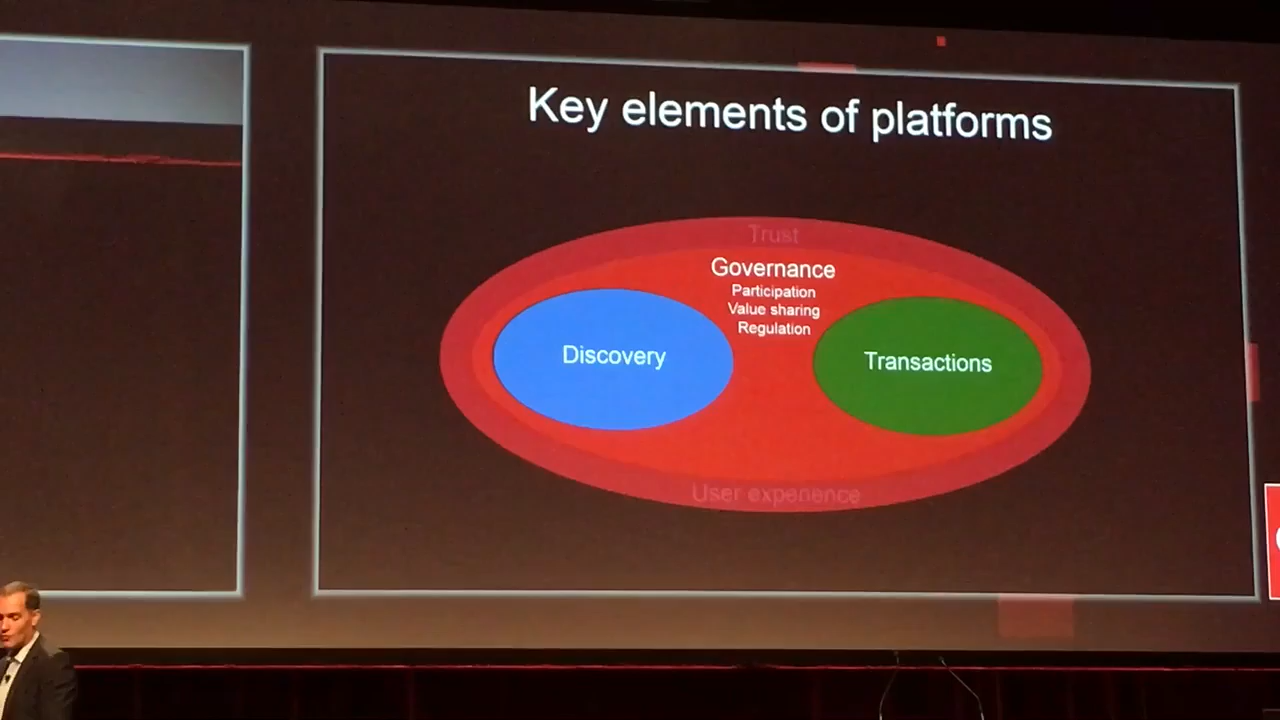 Key elements of platforms
Trust
Governance
Participation
Value sharing
Regulation
Discovery
Transactions
User experience